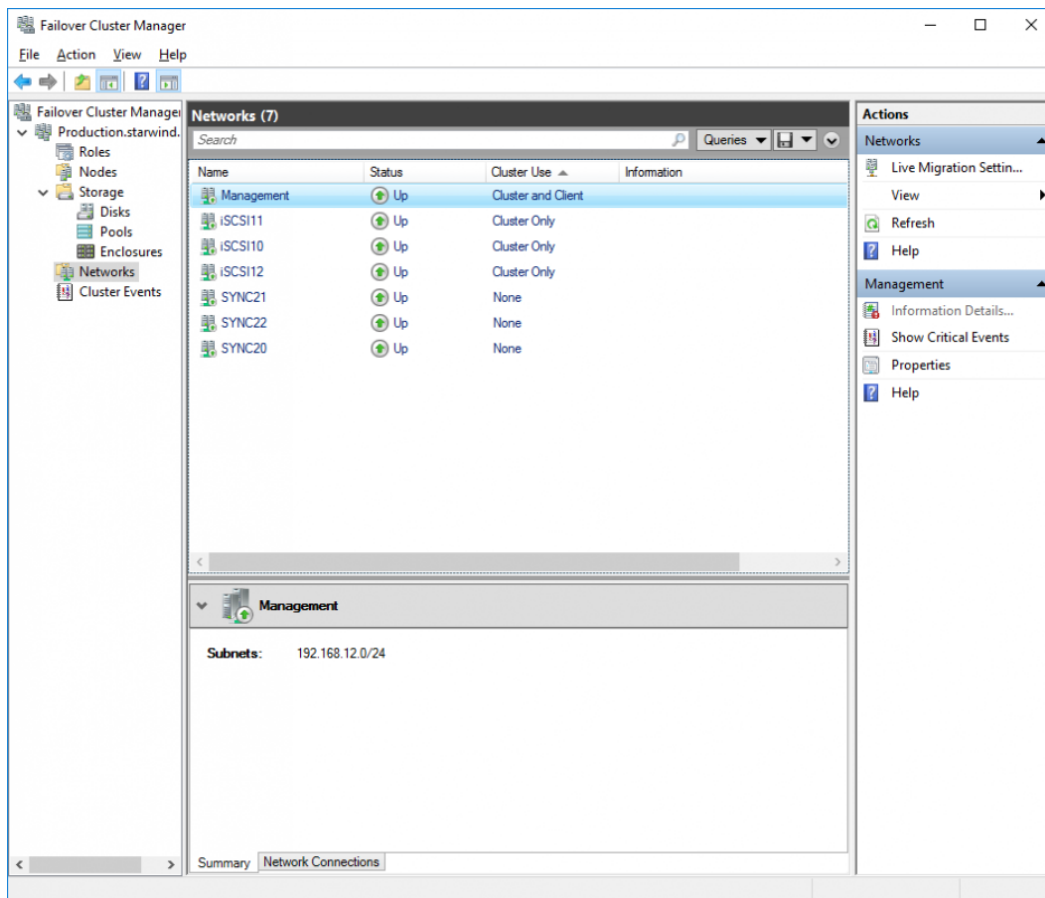 Failover Cluster Manager
File Action View Help
Failover Cluster Manager
Production.starwind.
Roles
Nodes
Storage
Disks
Pools
Enclosures
Networks
Cluster Events
Networks (7)
Search
Queries
Name Status Cluster Use Information
Management Up Cluster and Client
iSCSI11 Up Cluster Only
iSCSI10 Up Cluster Only
iSCSI12 Up Cluster Only
SYNC21 Up None
SYNC22 Up None
SYNC20 Up None
Management
Subnets: 192.168.12.0/24
Summary Network Connections
Actions
Networks
Live Migration Settin...
View
Refresh
Help
Management
Information Details...
Show Critical Events
Properties
Help